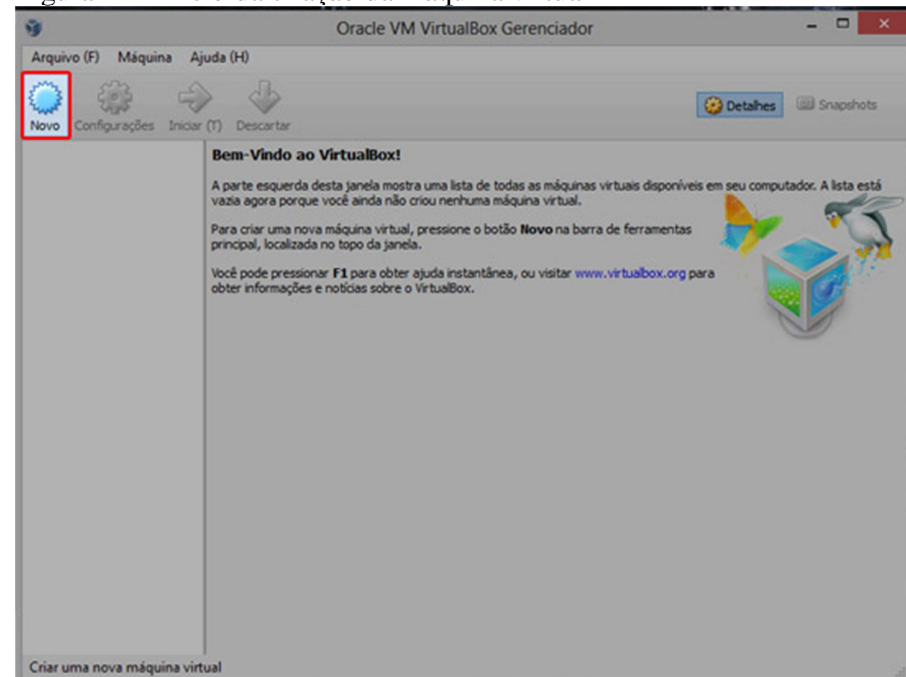 Oracle VM VirtualBox Gerenciador
Arquivo (F) Máquina Ajuda (H)
Novo Configurações Iniciar (T) Descartar
Detalhes Snapshots
Bem-Vindo ao VirtualBox!
A parte esquerda desta janela mostra uma lista de todas as máquinas virtuais disponíveis em seu computador. A lista está
vazia agora porque você ainda não criou nenhuma máquina virtual.
Para criar uma nova máquina virtual, pressione o botão Novo na barra de ferramentas
principal, localizada no topo da janela.
Você pode pressionar F1 para obter ajuda instantânea, ou visitar www.virtualbox.org para
obter informações e notícias sobre o VirtualBox.
Criar uma nova máquina virtual